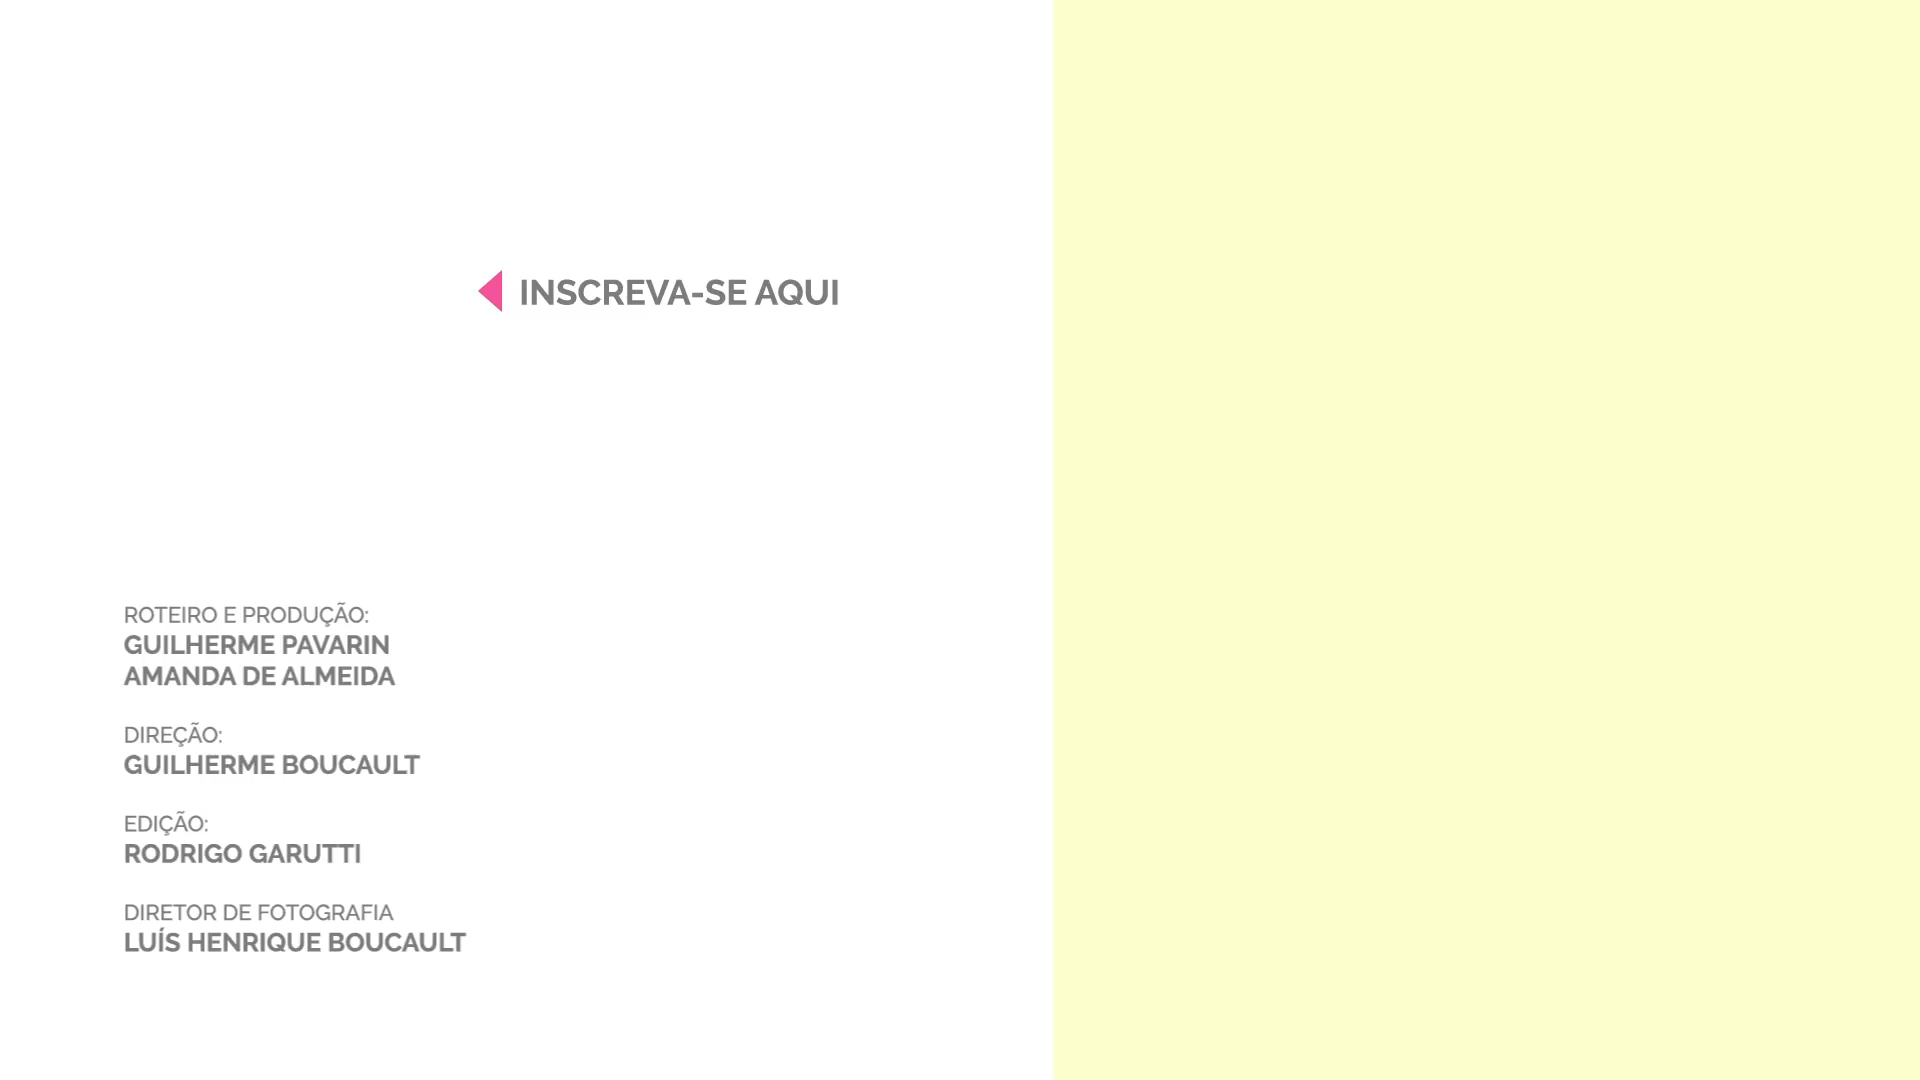 INSCREVA-SE AQUI
ROTEIRO E PRODUÇÃO:
GUILHERME PAVARIN
AMANDA DE ALMEIDA
DIREÇÃO:
GUILHERME BOUCAULT
EDIÇÃO:
RODRIGO GARUTTI
DIRETOR DE FOTOGRAFIA
LUÍS HENRIQUE BOUCAULT